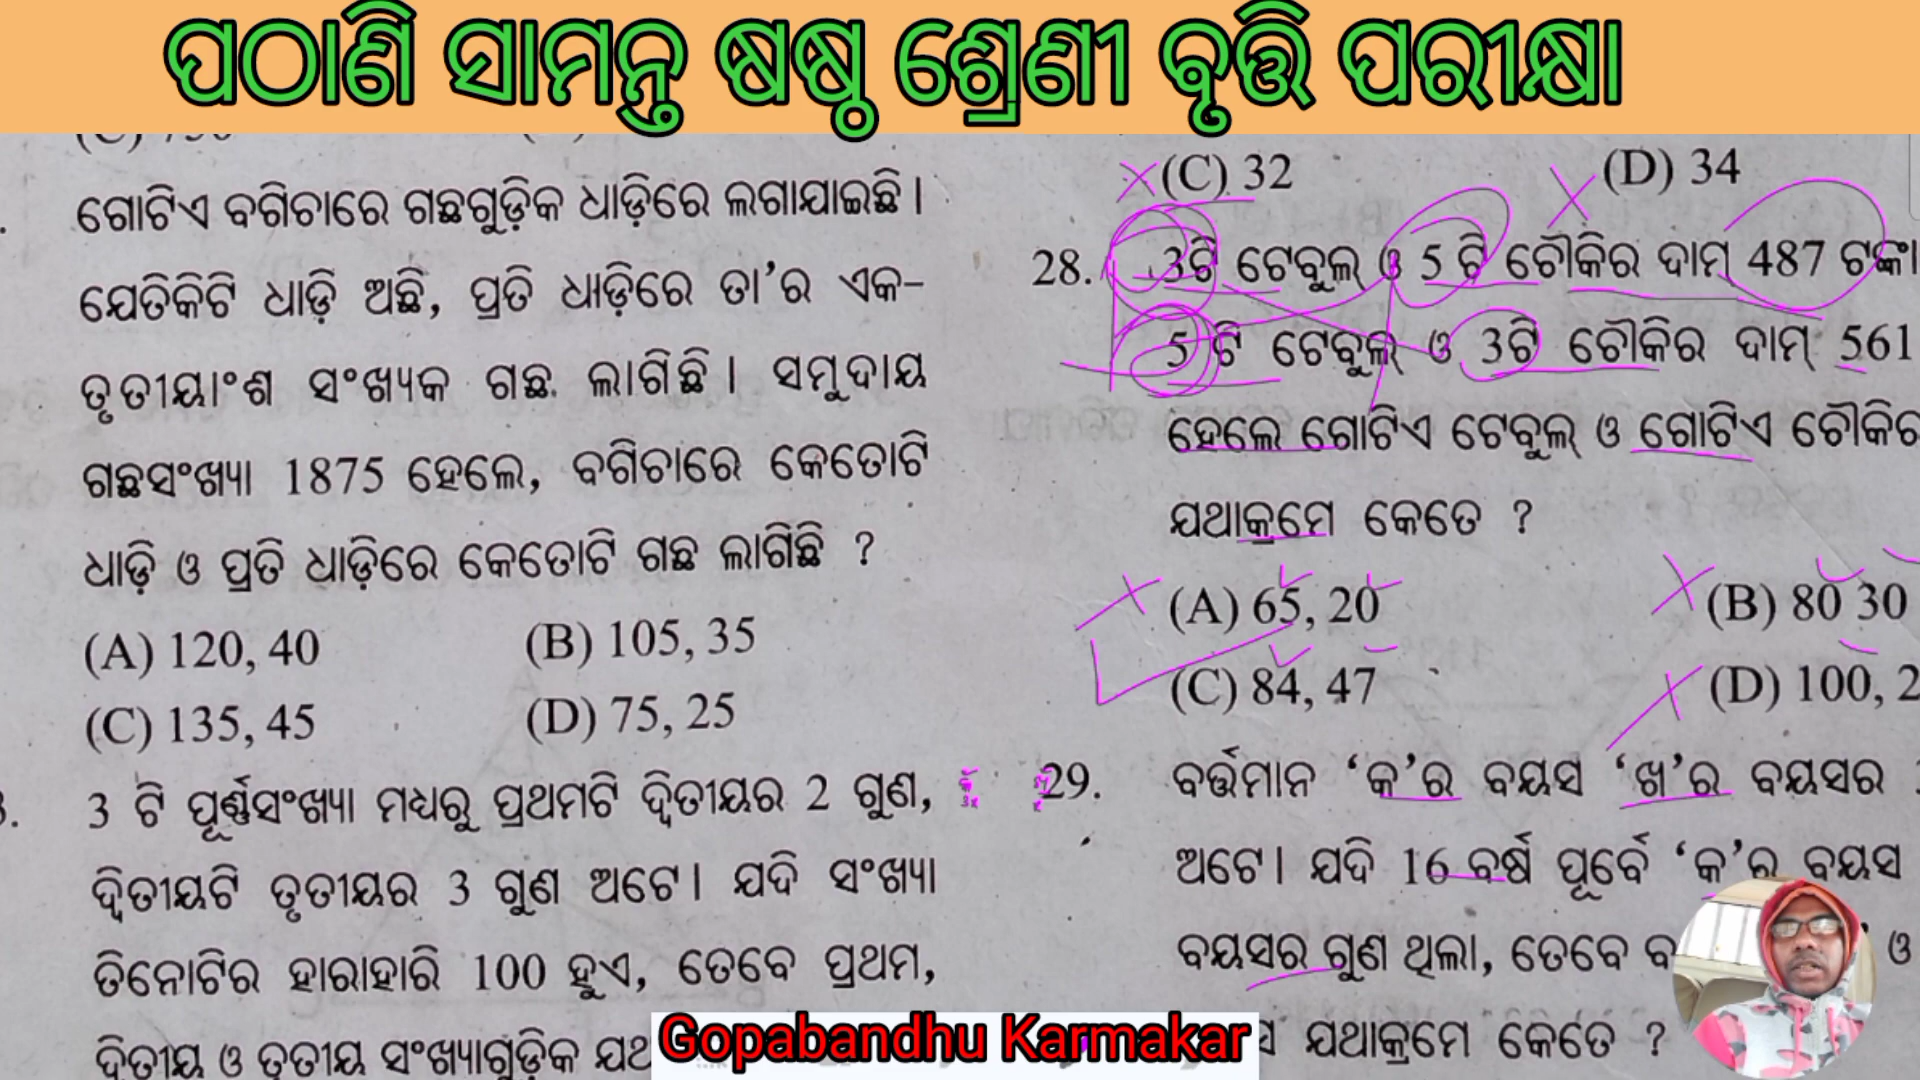 ପଠାଣି ସାମନ୍ତ ଷଷ୍ଠ ଶ୍ରେଣୀ ବୃତ୍ତି ପରୀକ୍ଷା
ଗୋଟିଏ ବଗିଚାରେ ଗଛଗୁଡ଼ିକ ଧାଡ଼ିରେ ଲଗାଯାଇଛି ।
ଯେତିକିଟି ଧାଡ଼ି ଅଛି, ପ୍ରତି ଧାଡ଼ିରେ ତା’ର ଏକ-
ତୃତୀୟାଂଶ ସଂଖ୍ୟକ ଗଛ ଲାଗିଛି । ସମୁଦାୟ
ଗଛସଂଖ୍ୟା 1875 ହେଲେ, ବଗିଚାରେ କେତୋଟି
ଧାଡ଼ି ଓ ପ୍ରତି ଧାଡ଼ିରେ କେତୋଟି ଗଛ ଲାଗିଛି ?
(A) 120, 40 (B) 105, 35
(C) 135, 45 (D) 75, 25
3 ଟି ପୂର୍ଣ୍ଣସଂଖ୍ୟା ମଧ୍ୟରୁ ପ୍ରଥମଟି ଦ୍ୱିତୀୟର 2 ଗୁଣ,
ଦ୍ୱିତୀୟଟି ତୃତୀୟର 3 ଗୁଣ ଅଟେ । ଯଦି ସଂଖ୍ୟା
ତିନୋଟିର ହାରାହାରି 100 ହୁଏ, ତେବେ ପ୍ରଥମ,
ଦ୍ୱିତୀୟ ଓ ତୃତୀୟ ସଂଖ୍ୟାଗୁଡ଼ିକ
(C) 32 (D) 34
28. 3ଟି ଟେବୁଲ୍ ଓ 5 ଟି ଚୌକିର ଦାମ୍ 487 ଟଙ୍କା
5 ଟି ଟେବୁଲ୍ ଓ 3ଟି ଚୌକିର ଦାମ୍ 561
ହେଲେ ଗୋଟିଏ ଟେବୁଲ୍ ଓ ଗୋଟିଏ
ଯଥାକ୍ରମେ କେତେ ?
(A) 65, 20 (B) 80 30
(C) 84, 47 (D) 100,
29. ବର୍ତ୍ତମାନ ‘କ’ର ବୟସ ‘ଖ’ର ବୟସର
ଅଟେ । ଯଦି 16 ବର୍ଷ ପୂର୍ବେ ‘କ’ର ବୟସ
ବୟସର ଗୁଣ ଥିଲା, ତେବେ ଓ
ଯଥାକ୍ରମେ କେତେ ?
Gopabandhu Karmakar